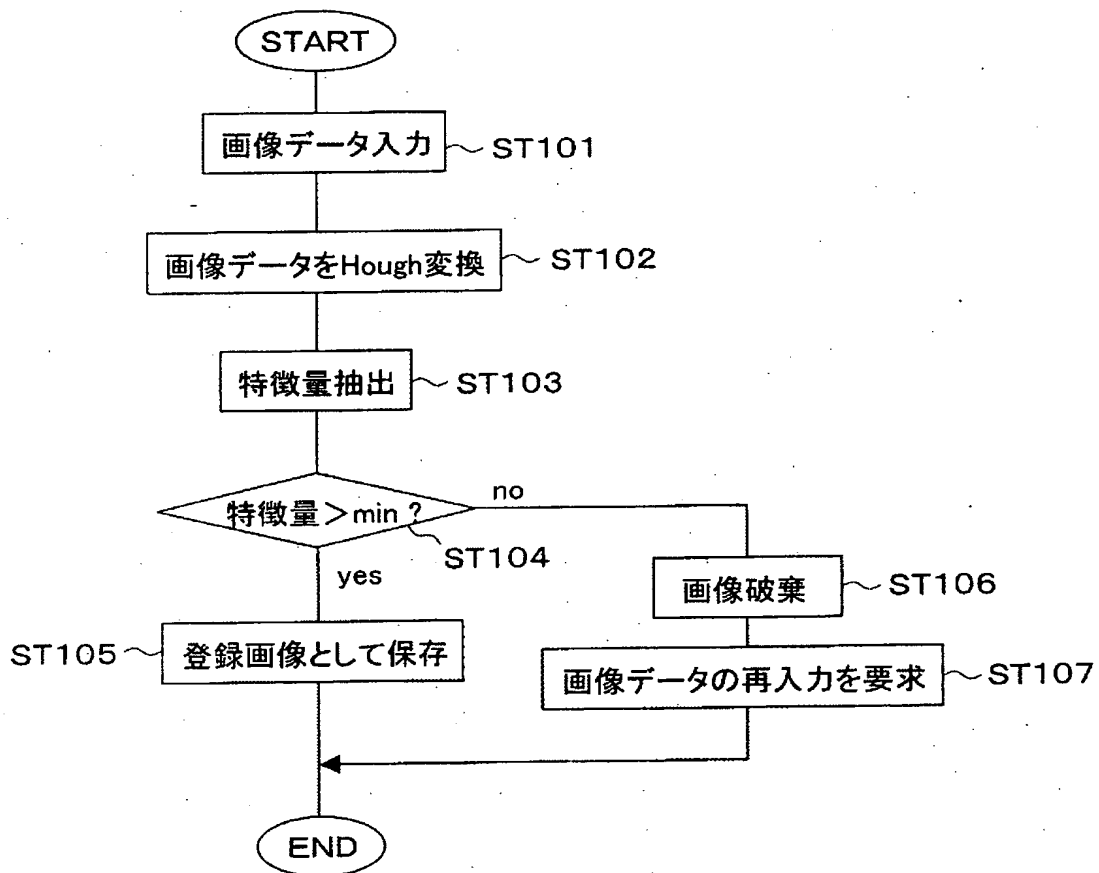 START
画像データ入力
ST101
画像データをHough変換
ST102
特徴量抽出
ST103
特徴量＞min？
no
ST104
yes
画像破棄
ST106
ST105
登録画像として保存
画像データの再入力を要求
ST107
END